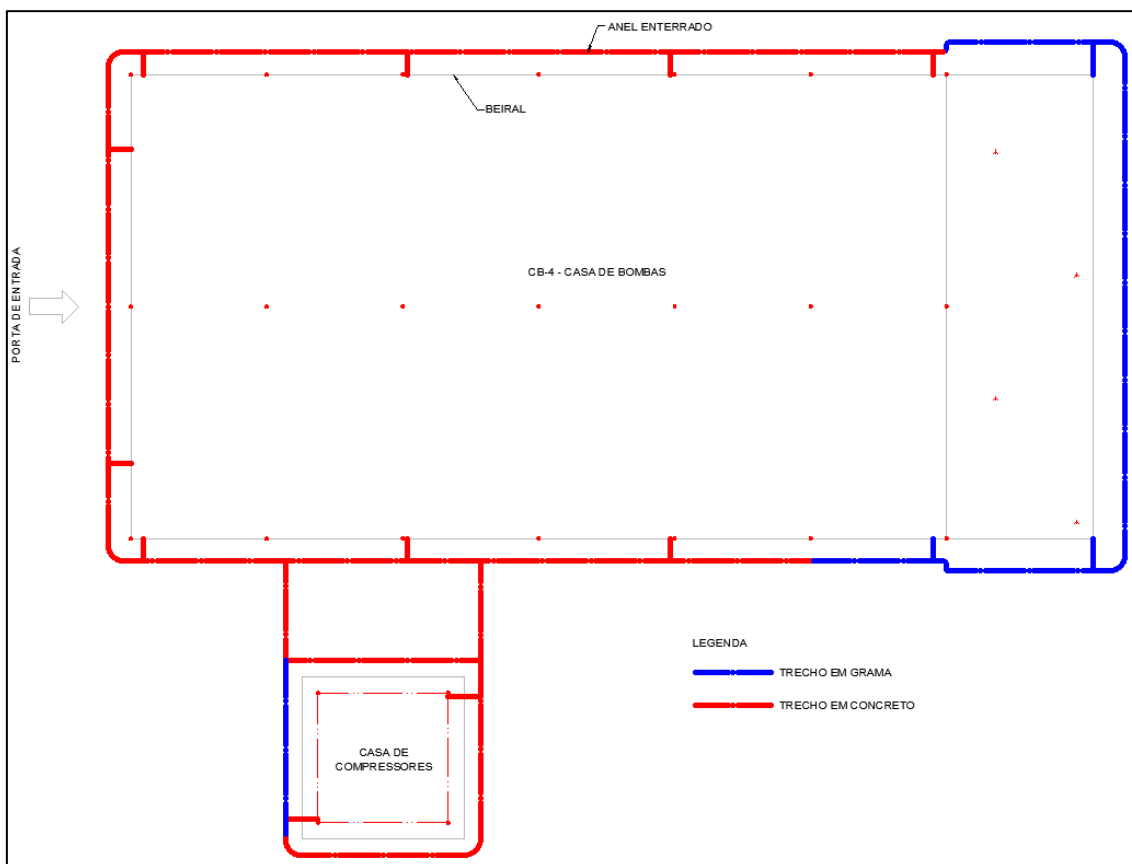 ANEL ENTERRADO
BEIRAL
PORTA DE ENTRADA
CB-4 - CASA DE BOMBAS
LEGENDA
TRECHO EM GRAMA
TRECHO EM CONCRETO
CASA DE
COMPRESSORES